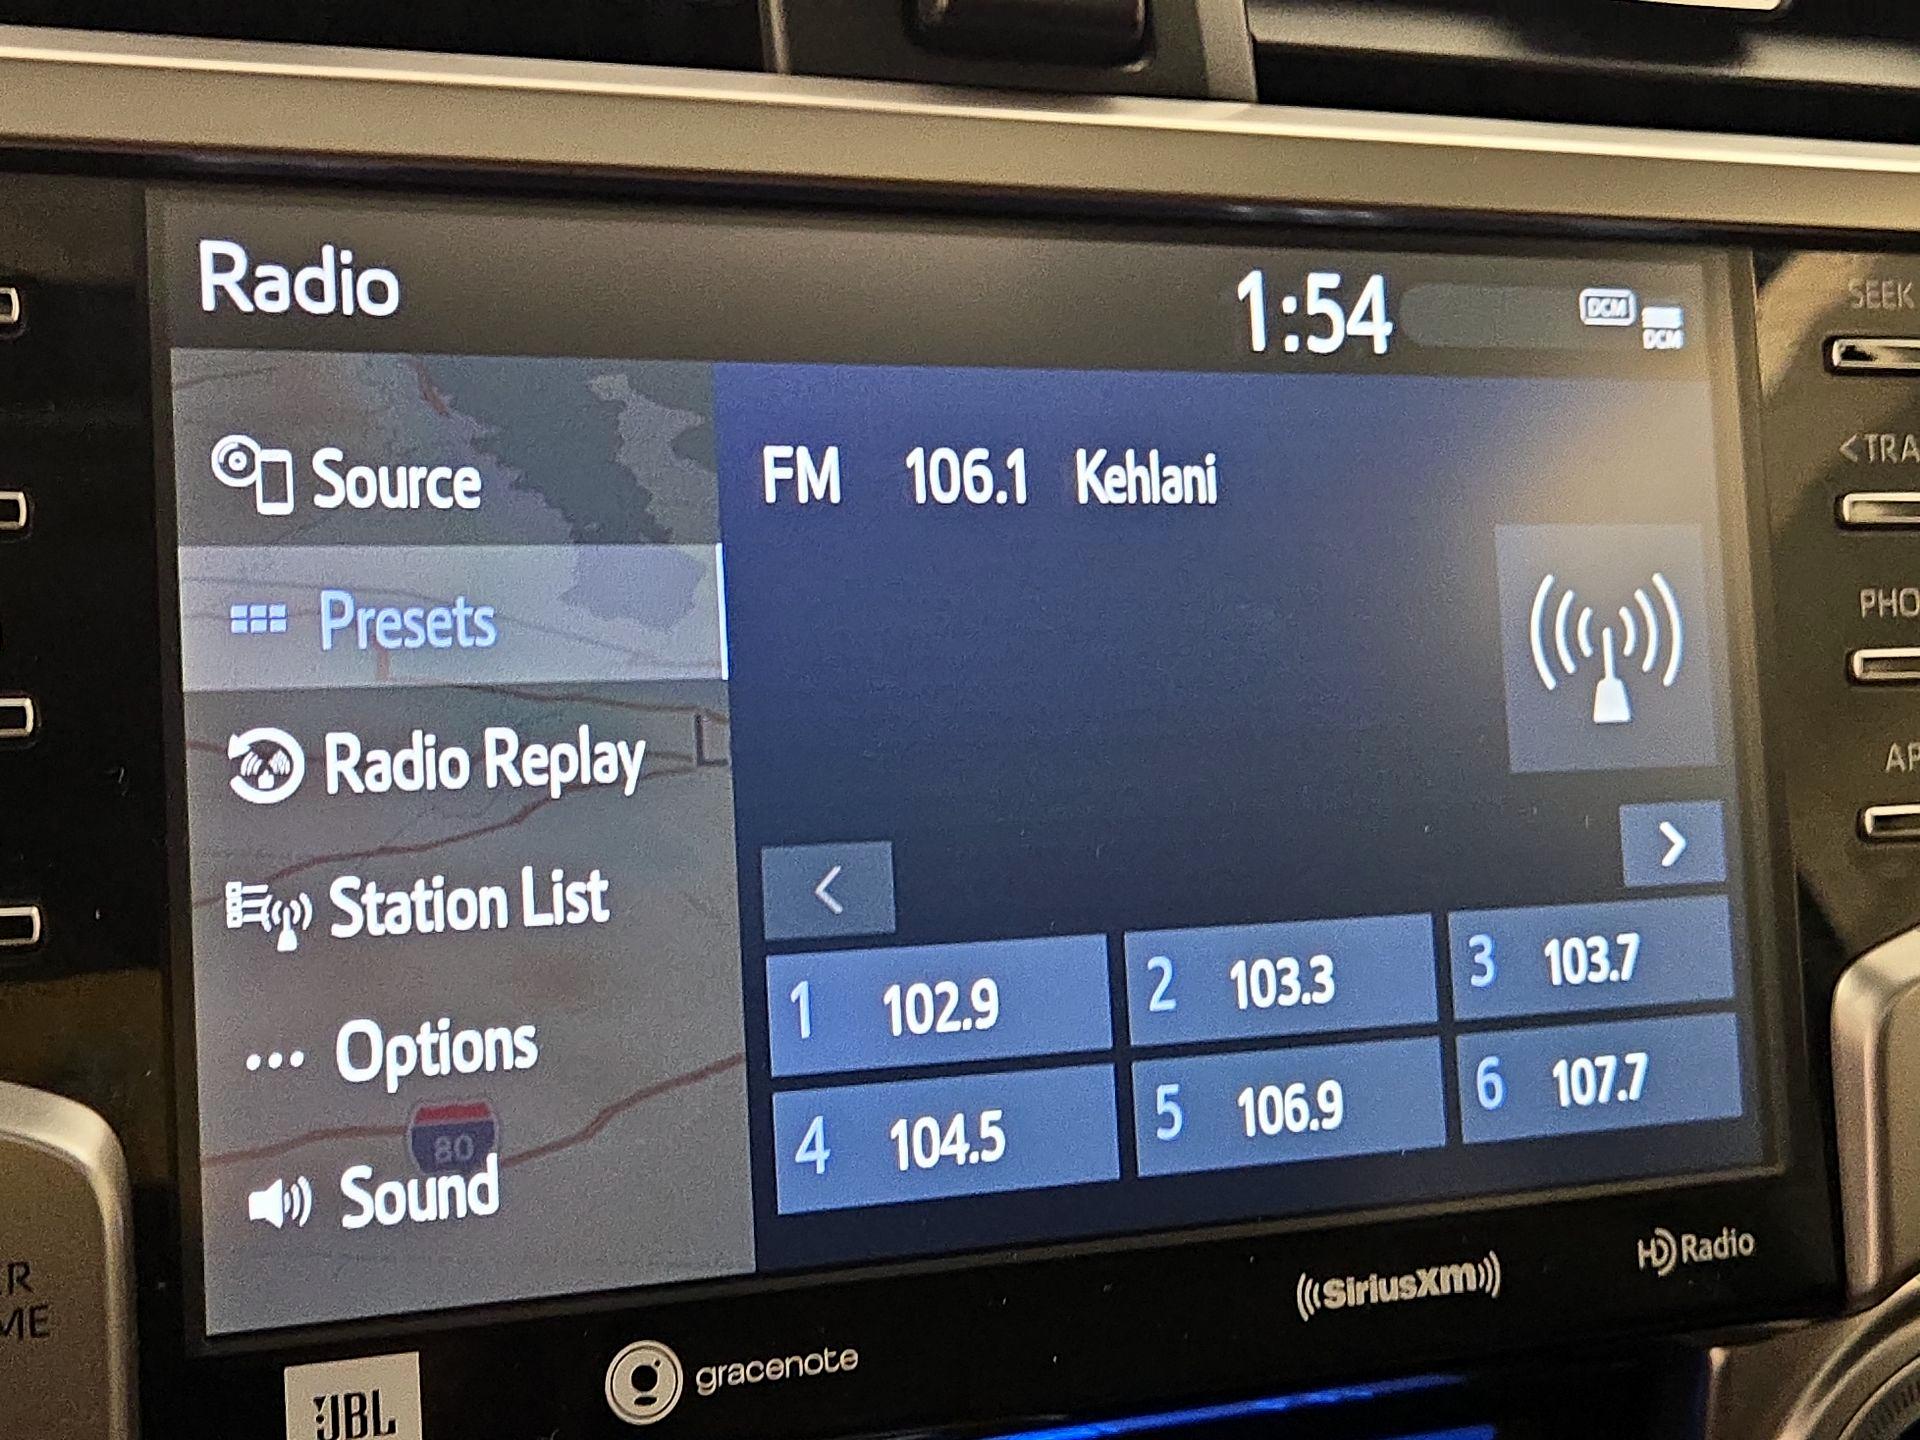 Radio
1:54
DCM
DCM
Source
Presets
Radio Replay
Station List
Options
80
Sound
FM 106.1 Kehlani
<
>
1 102.9
2 103.3
3 103.7
4 104.5
5 106.9
6 107.7
L
SEEK
<TRA
PHO
AP
R
ME
JBL
gracenote
SiriusXM
HD Radio